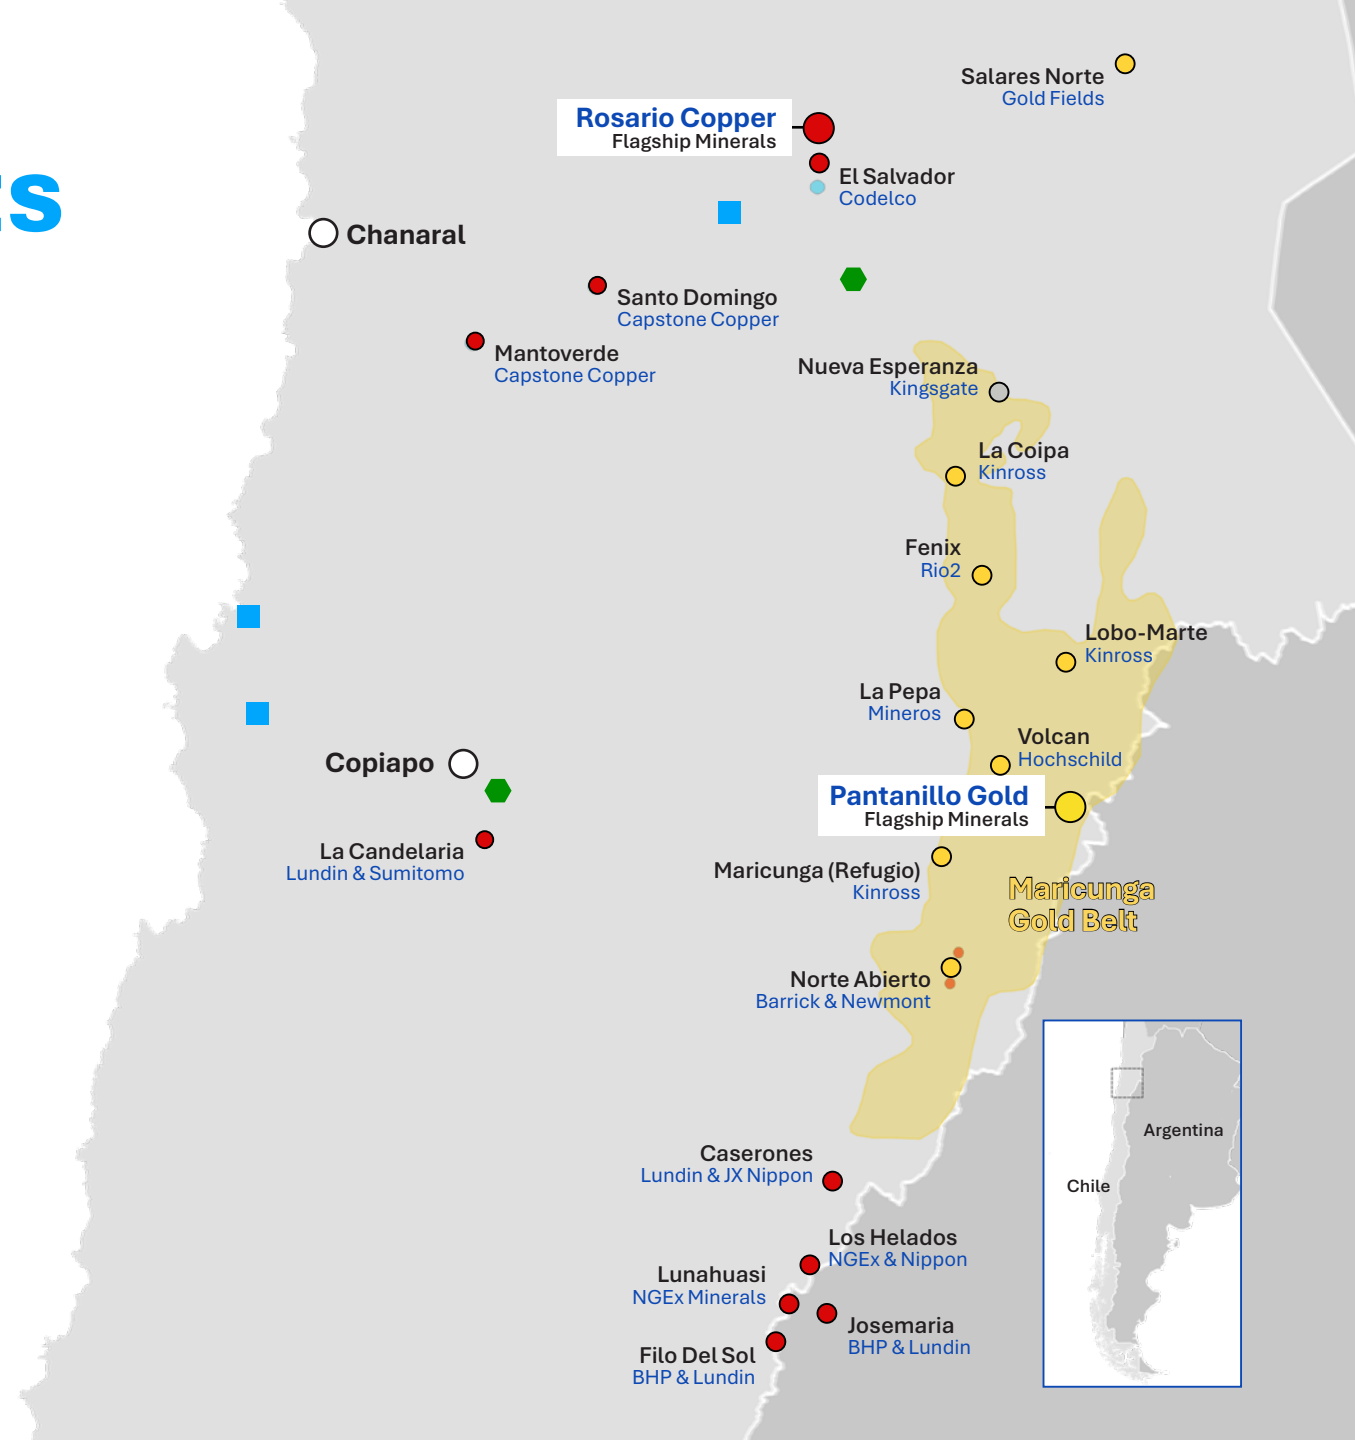 Salares Norte
Gold Fields
Rosario Copper
Flagship Minerals
El Salvador
Codelco
ts
Chanaral
Santo Domingo
Capstone Copper
Mantoverde
Capstone Copper
Nueva Esperanza
Kingsgate
La Coipa
Kinross
Fenix
Rio2
Lobo-Marte
Kinross
La Pepa
Mineros
Volcan
Hochschild
Copiapo
Pantanillo Gold
Flagship Minerals
La Candelaria
Lundin & Sumitomo
Maricunga (Refugio)
Kinross
Maricunga
Gold Belt
Norte Abierto
Barrick & Newmont
Argentina
Chile
Caserones
Lundin & JX Nippon
Los Helados
NGEx & Nippon
Lunahuasi
NGEx Minerals
Josemaria
BHP & Lundin
Filo Del Sol
BHP & Lundin